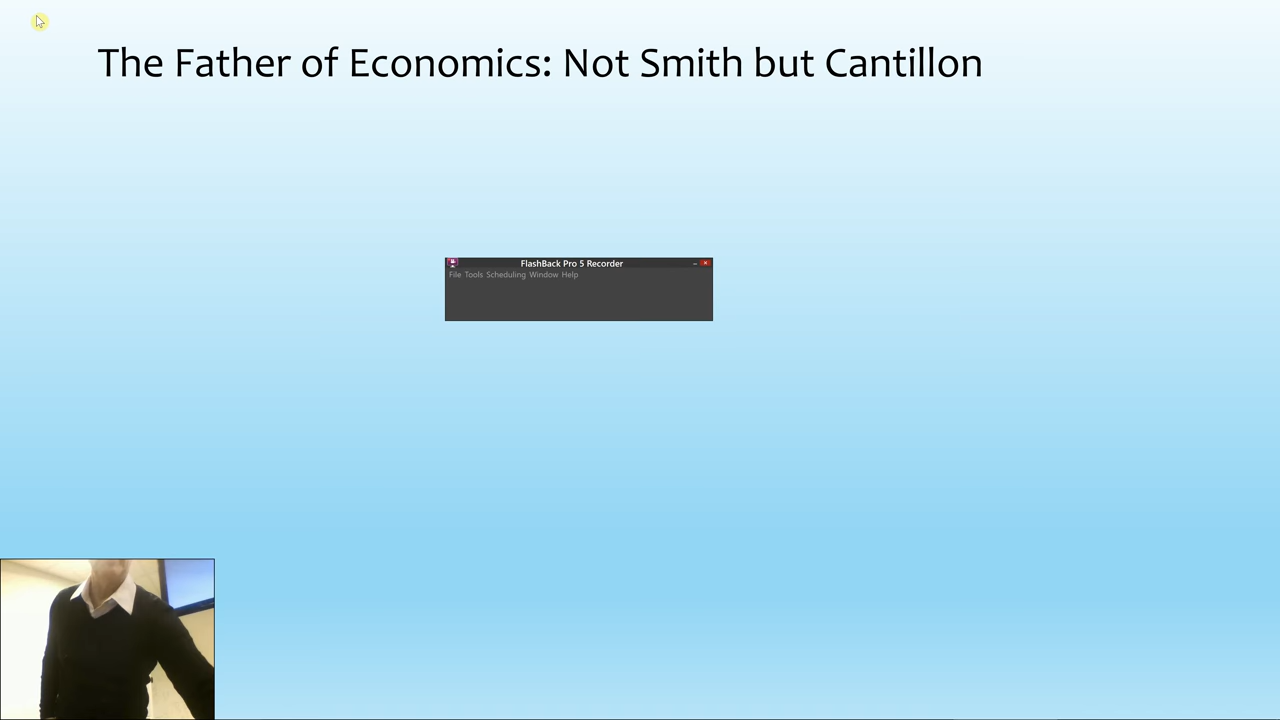 The Father of Economics: Not Smith but Cantillon
FlashBack Pro 5 Recorder
File Tools Scheduling Window Help